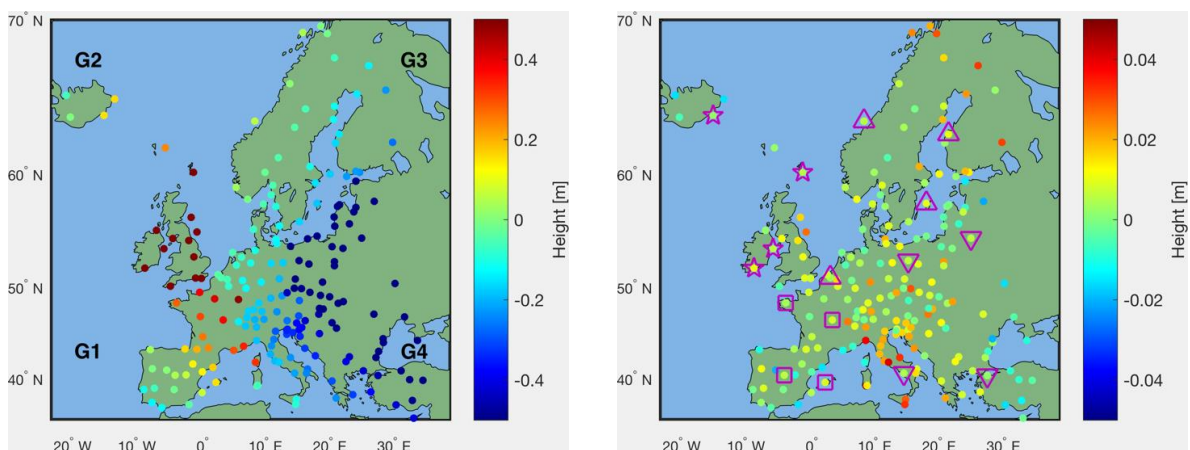 70° N
60° N
50° N
40° N
20° W
10° W
0°
10° E
20° E
30° E
G2
G3
G1
G4
0.4
0.2
0
-0.2
-0.4
Height [m]
70° N
60° N
50° N
40° N
20° W
10° W
0°
10° E
20° E
30° E
0.04
0.02
0
-0.02
-0.04
Height [m]